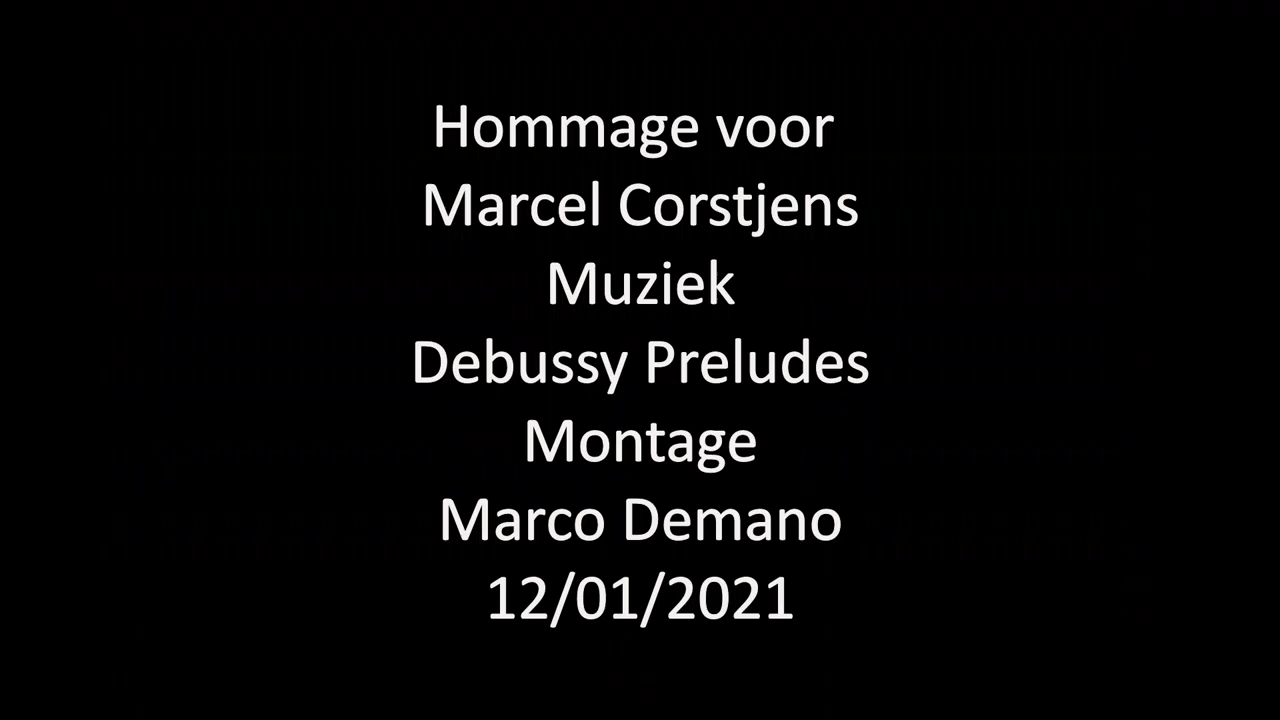 Hommage voor
Marcel Corstjens
Muziek
Debussy Preludes
Montage
Marco Demano
12/01/2021